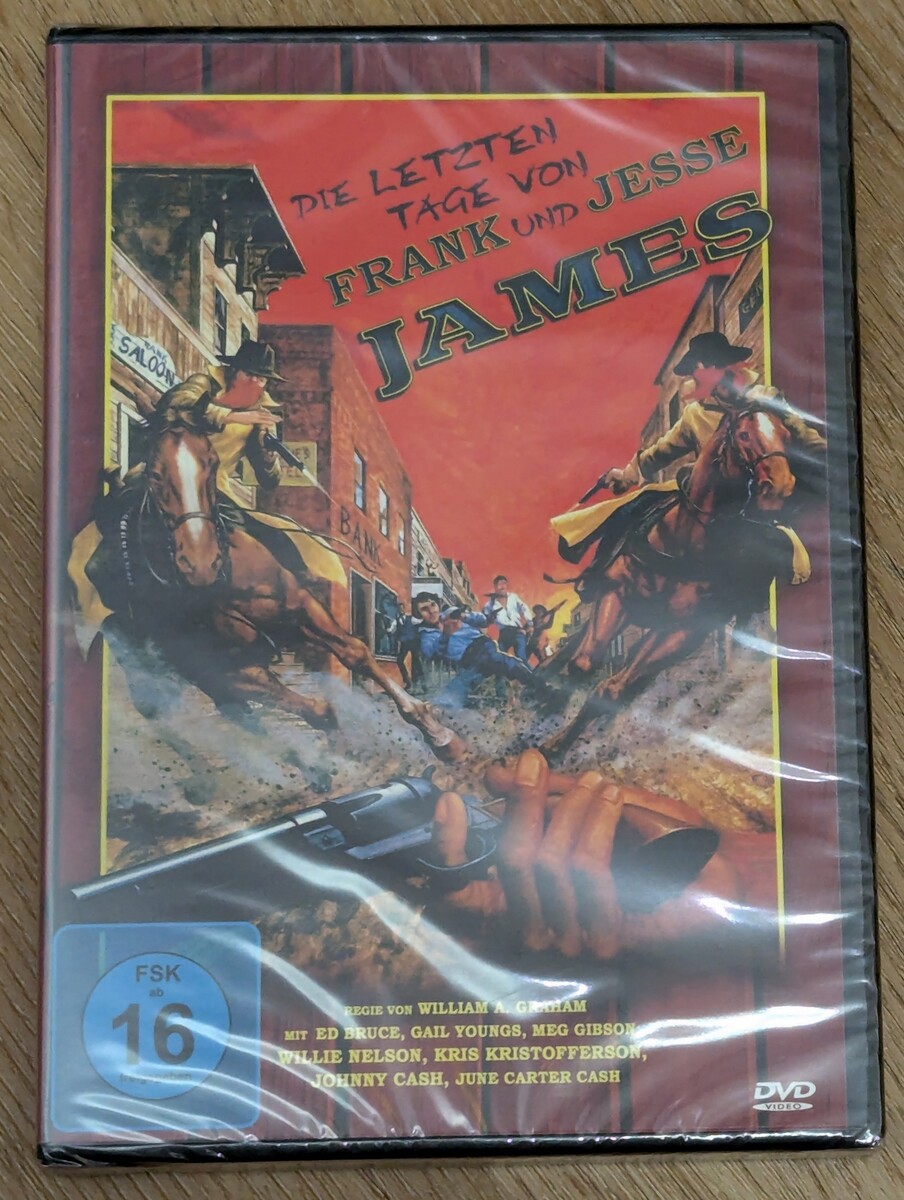 DIE LETZTEN
TAGE VON
FRANK UND JESSE
JAMES
SALOON
BANK
FSK
ab
16
freigegeben
REGIE VON WILLIAM A. GRAHAM
MIT ED BRUCE, GAIL YOUNGS, MEG GIBSON,
WILLIE NELSON, KRIS KRISTOFFERSON,
JOHNNY CASH, JUNE CARTER CASH
DVD
VIDEO